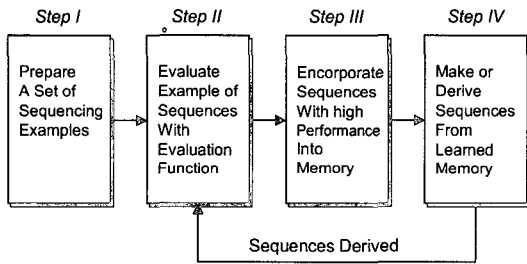 Step I
Step II
Step III
Step IV
Prepare
A Set of
Sequencing
Examples
Evaluate
Example of
Sequences
With
Evaluation
Function
Encorporate
Sequences
With high
Performance
Into
Memory
Make or
Derive
Sequences
From
Learned
Memory
Sequences Derived